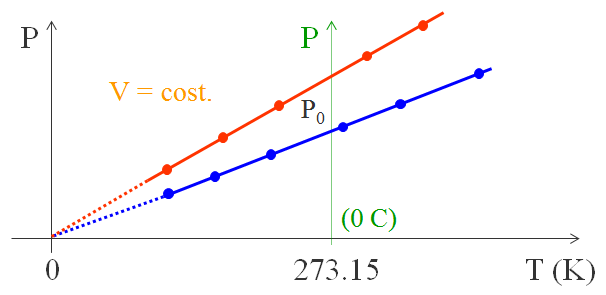 P
P
V = cost.
P₀
(0 C)
0
273.15
T (K)